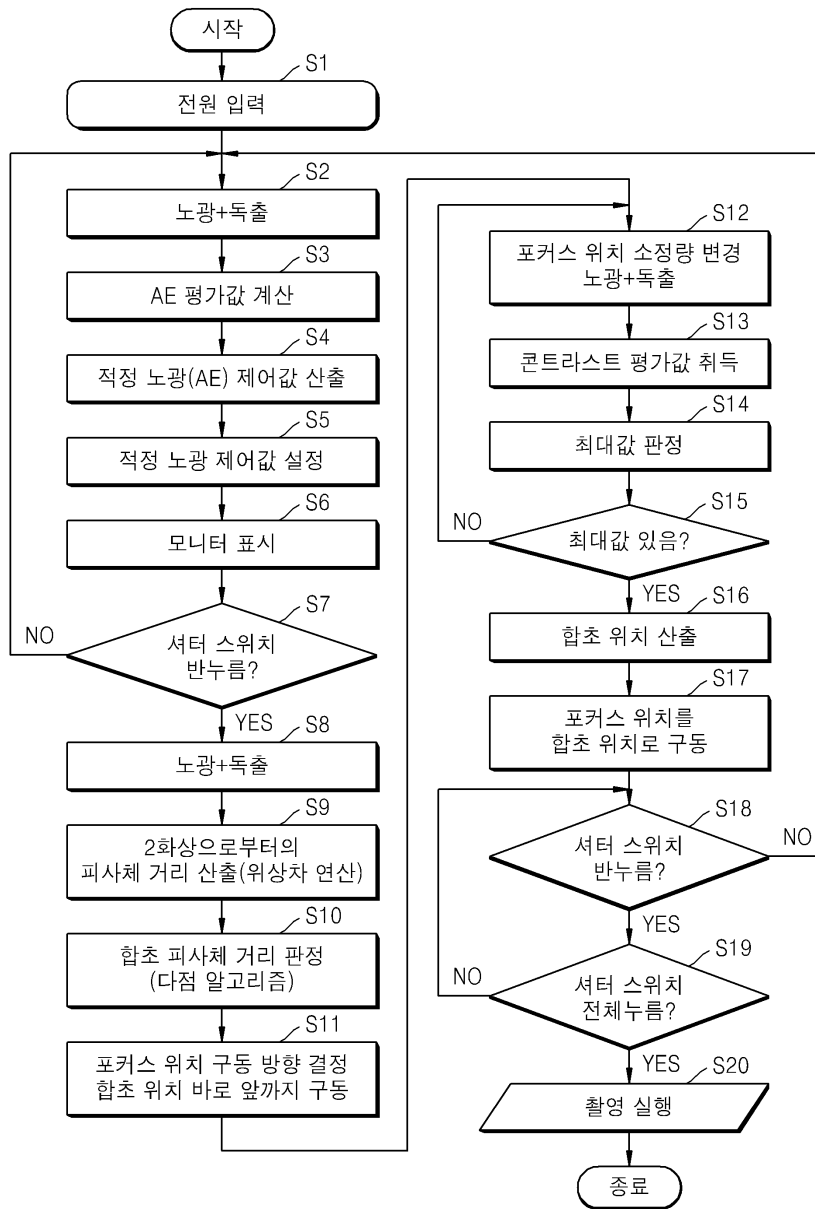 시작
S1
전원 입력
S2
노광+독출
S3
AE 평가값 계산
S4
적정 노광(AE) 제어값 산출
S5
적정 노광 제어값 설정
S6
모니터 표시
S7
NO
셔터 스위치
반누름?
YES
S8
노광+독출
S9
2화상으로부터의
피사체 거리 산출(위상차 연산)
S10
합초 피사체 거리 판정
(다점 알고리즘)
S11
포커스 위치 구동 방향 결정
합초 위치 바로 앞까지 구동
S12
포커스 위치 소정량 변경
노광+독출
S13
콘트라스트 평가값 취득
S14
최대값 판정
S15
NO
최대값 있음?
YES
S16
합초 위치 산출
S17
포커스 위치를
합초 위치로 구동
S18
셔터 스위치
반누름?
NO
YES
S19
NO
셔터 스위치
전체누름?
YES
S20
촬영 실행
종료